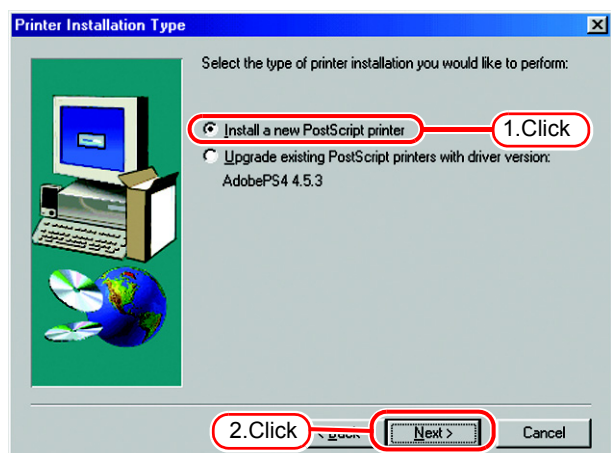 Printer Installation Type
Select the type of printer installation you would like to perform:
Install a new PostScript printer
1.Click
Upgrade existing PostScript printers with driver version:
AdobePS4 4.5.3
2.Click
< Back
Next >
Cancel